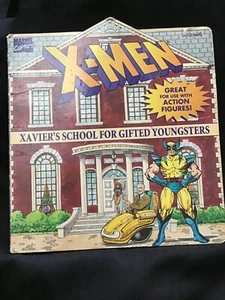 MARVEL
COMICS
X-MEN
GREAT
FOR USE WITH
ACTION
FIGURES!
XAVIER'S SCHOOL FOR GIFTED YOUNGSTERS